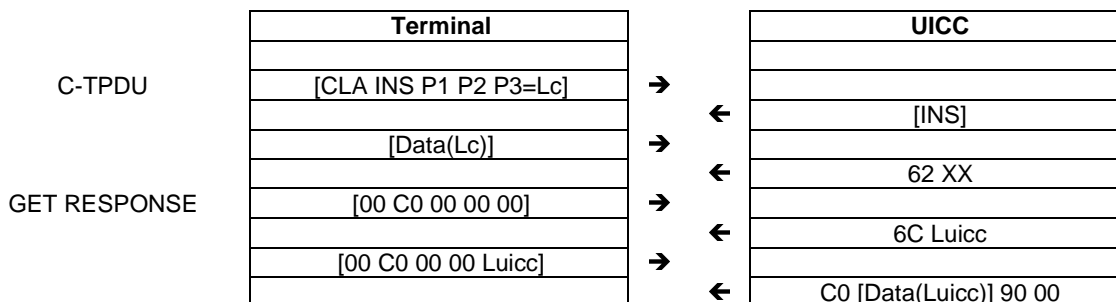 Terminal UICC
C-TPDU [CLA INS P1 P2 P3=Lc] ➔
🡸 [INS]
[Data(Lc)] ➔
🡸 62 XX
GET RESPONSE [00 C0 00 00 00] ➔
🡸 6C Luicc
[00 C0 00 00 Luicc] ➔
🡸 C0 [Data(Luicc)] 90 00